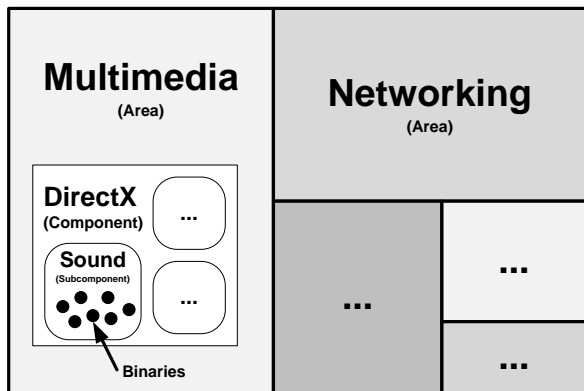 Multimedia
(Area)
DirectX
(Component)
...
Sound
(Subcomponent)
...
Binaries
Networking
(Area)
...
...
...